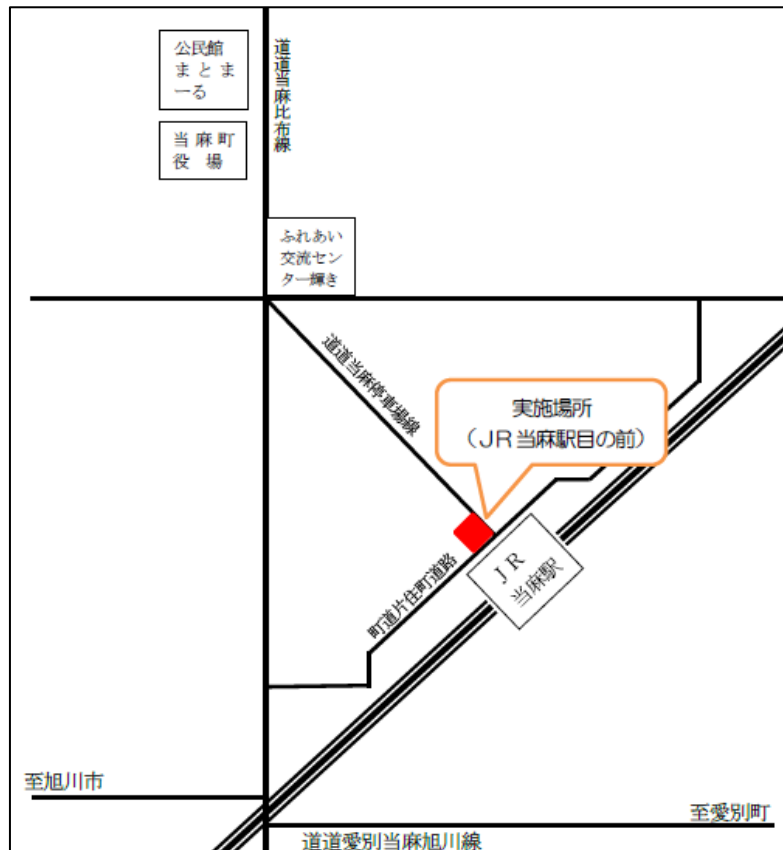 公民館
まとま
ーる
道道当麻比布線
当麻町
役場
ふれあい
交流セン
ター輝き
道道当麻停車場線
実施場所
（ＪＲ当麻駅目の前）
ＪＲ
当麻駅
町道片住町道路
至旭川市
至愛別町
道道愛別当麻旭川線